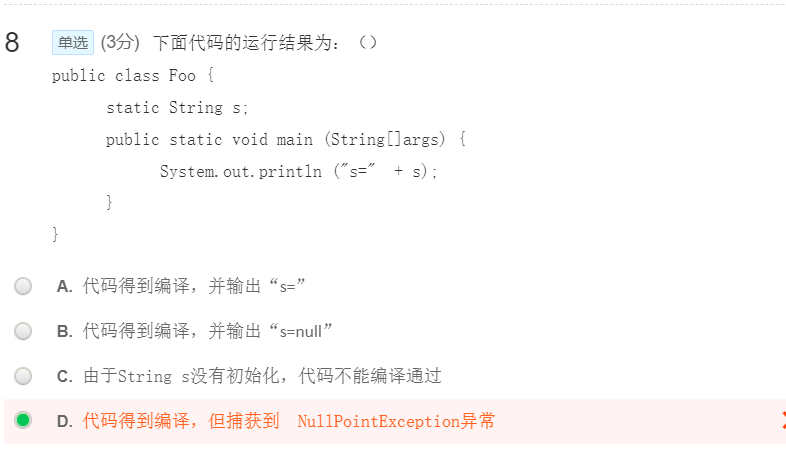 8 单选 (3分) 下面代码的运行结果为：（）
public class Foo {
static String s;
public static void main (String[]args) {
System.out.println ("s=" + s);
}
}
A. 代码得到编译，并输出“s=”
B. 代码得到编译，并输出“s=null”
C. 由于String s没有初始化，代码不能编译通过
D. 代码得到编译，但捕获到 NullPointException异常